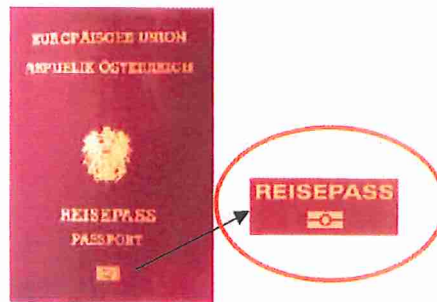 EUROPÄISCHE UNION
REPUBLIK ÖSTERREICH
REISEPASS
PASSPORT
REISEPASS